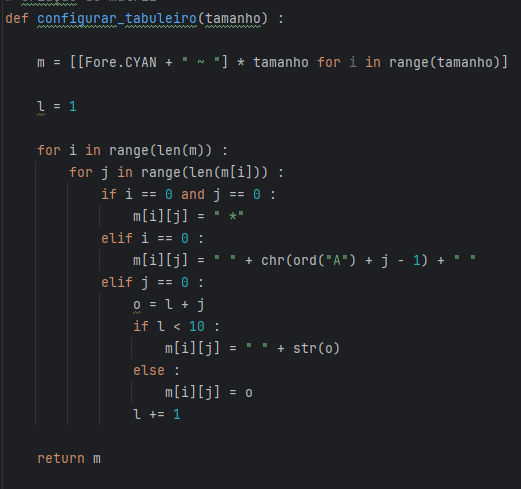 def configurar_tabuleiro(tamanho) :
    m = [[Fore.CYAN + " ~ "] * tamanho for i in range(tamanho)]
    l = 1
    for i in range(len(m)) :
        for j in range(len(m[i])) :
            if i == 0 and j == 0 :
                m[i][j] = " *"
            elif i == 0 :
                m[i][j] = " " + chr(ord("A") + j - 1) + " "
            elif j == 0 :
                o = l + j
                if l < 10 :
                    m[i][j] = " " + str(o)
                else :
                    m[i][j] = o
                l += 1
    return m